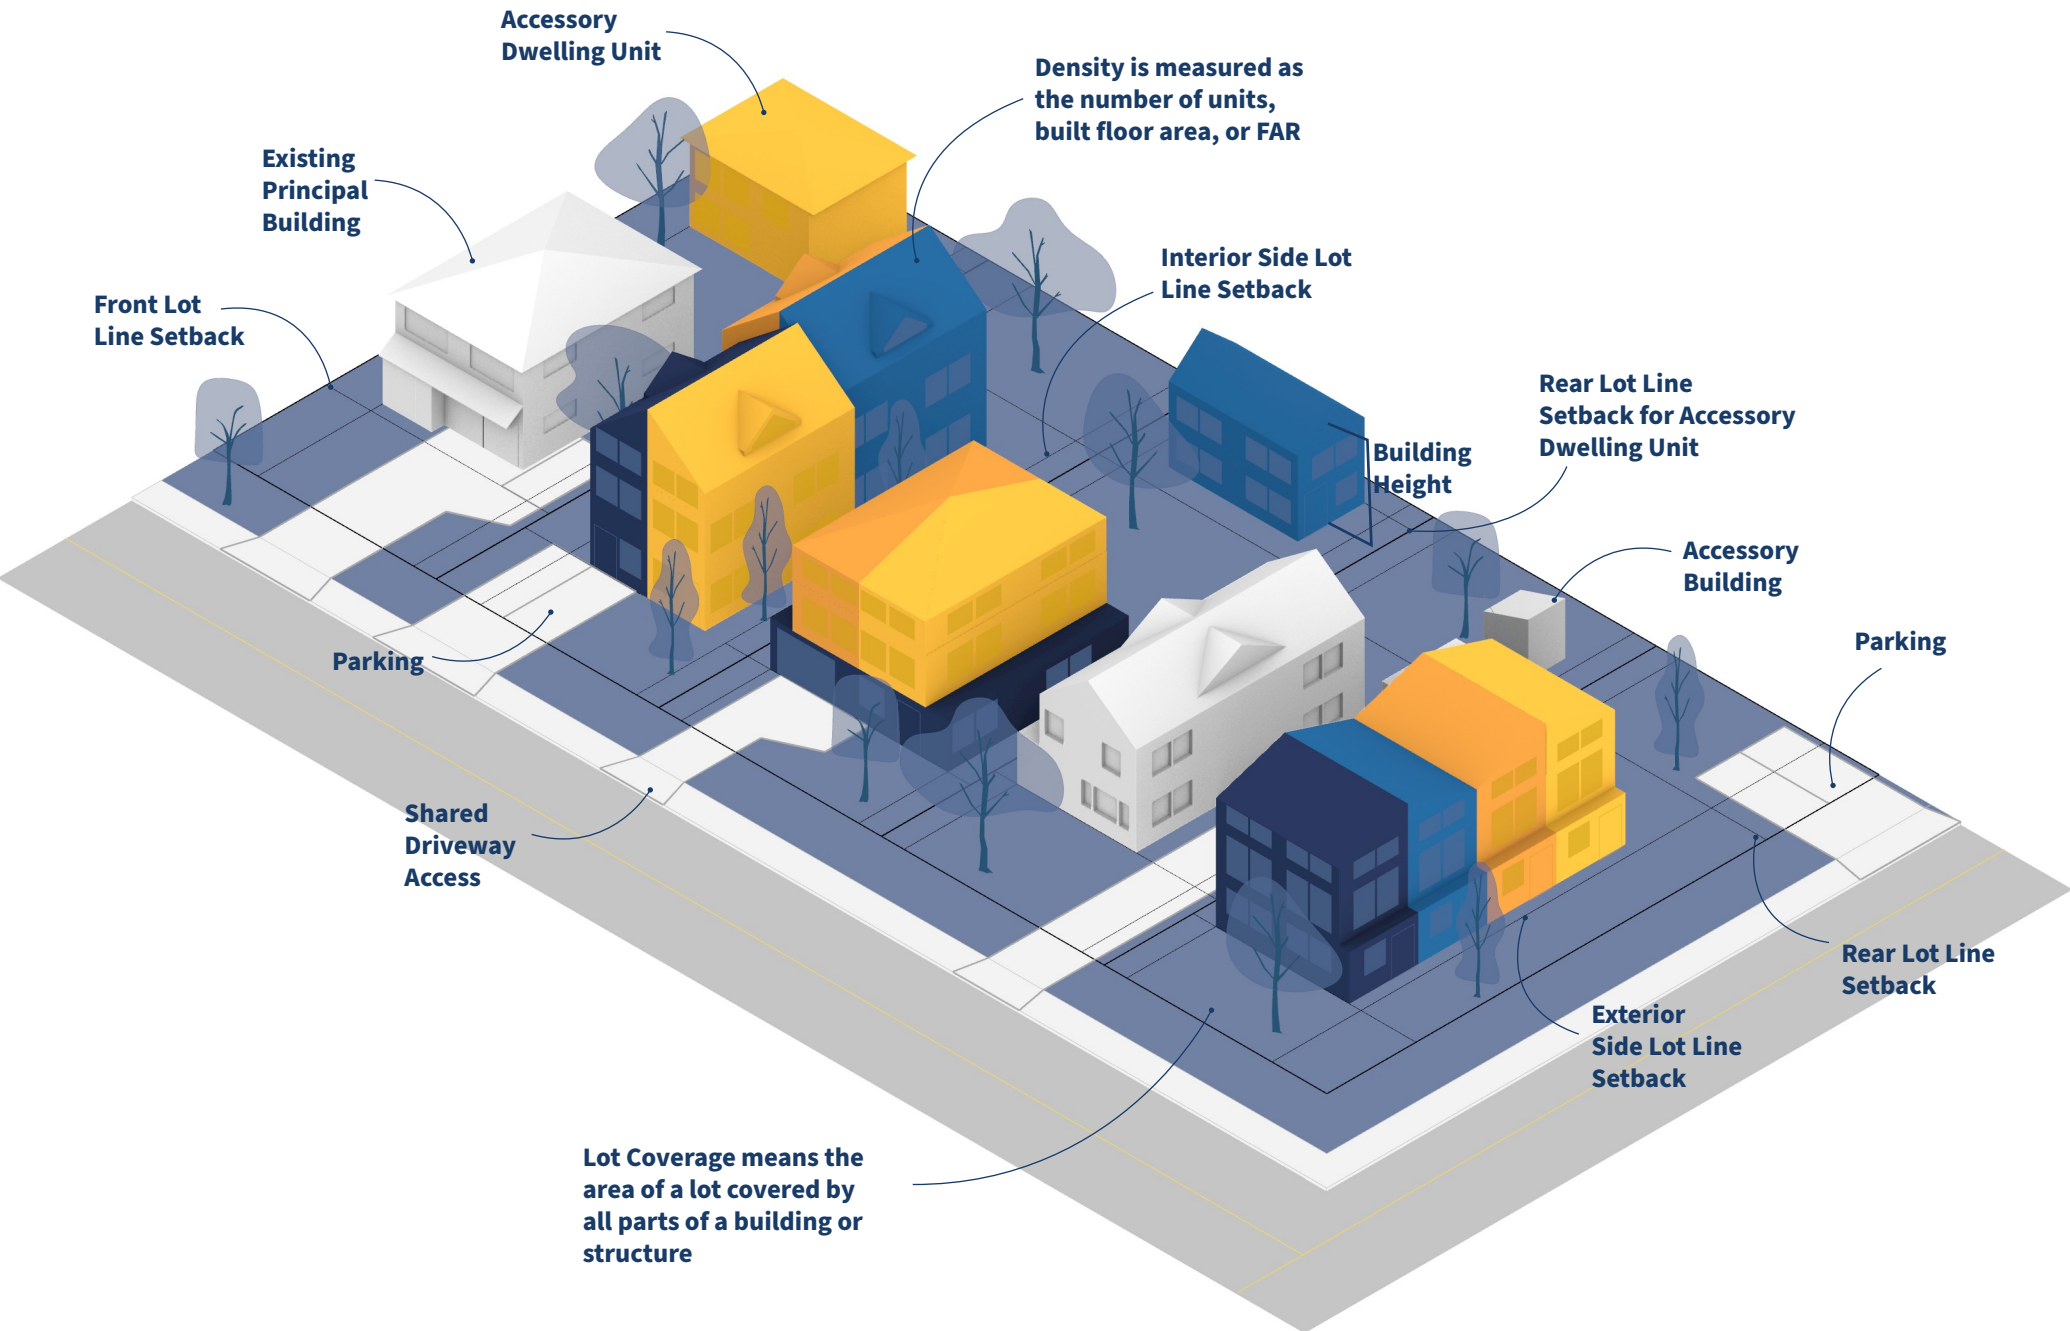 Accessory
Dwelling Unit
Density is measured as
the number of units,
built floor area, or FAR
Existing
Principal
Building
Interior Side Lot
Line Setback
Front Lot
Line Setback
Rear Lot Line
Setback for Accessory
Dwelling Unit
Building
Height
Accessory
Building
Parking
Parking
Shared
Driveway
Access
Rear Lot Line
Setback
Exterior
Side Lot Line
Setback
Lot Coverage means the
area of a lot covered by
all parts of a building or
structure